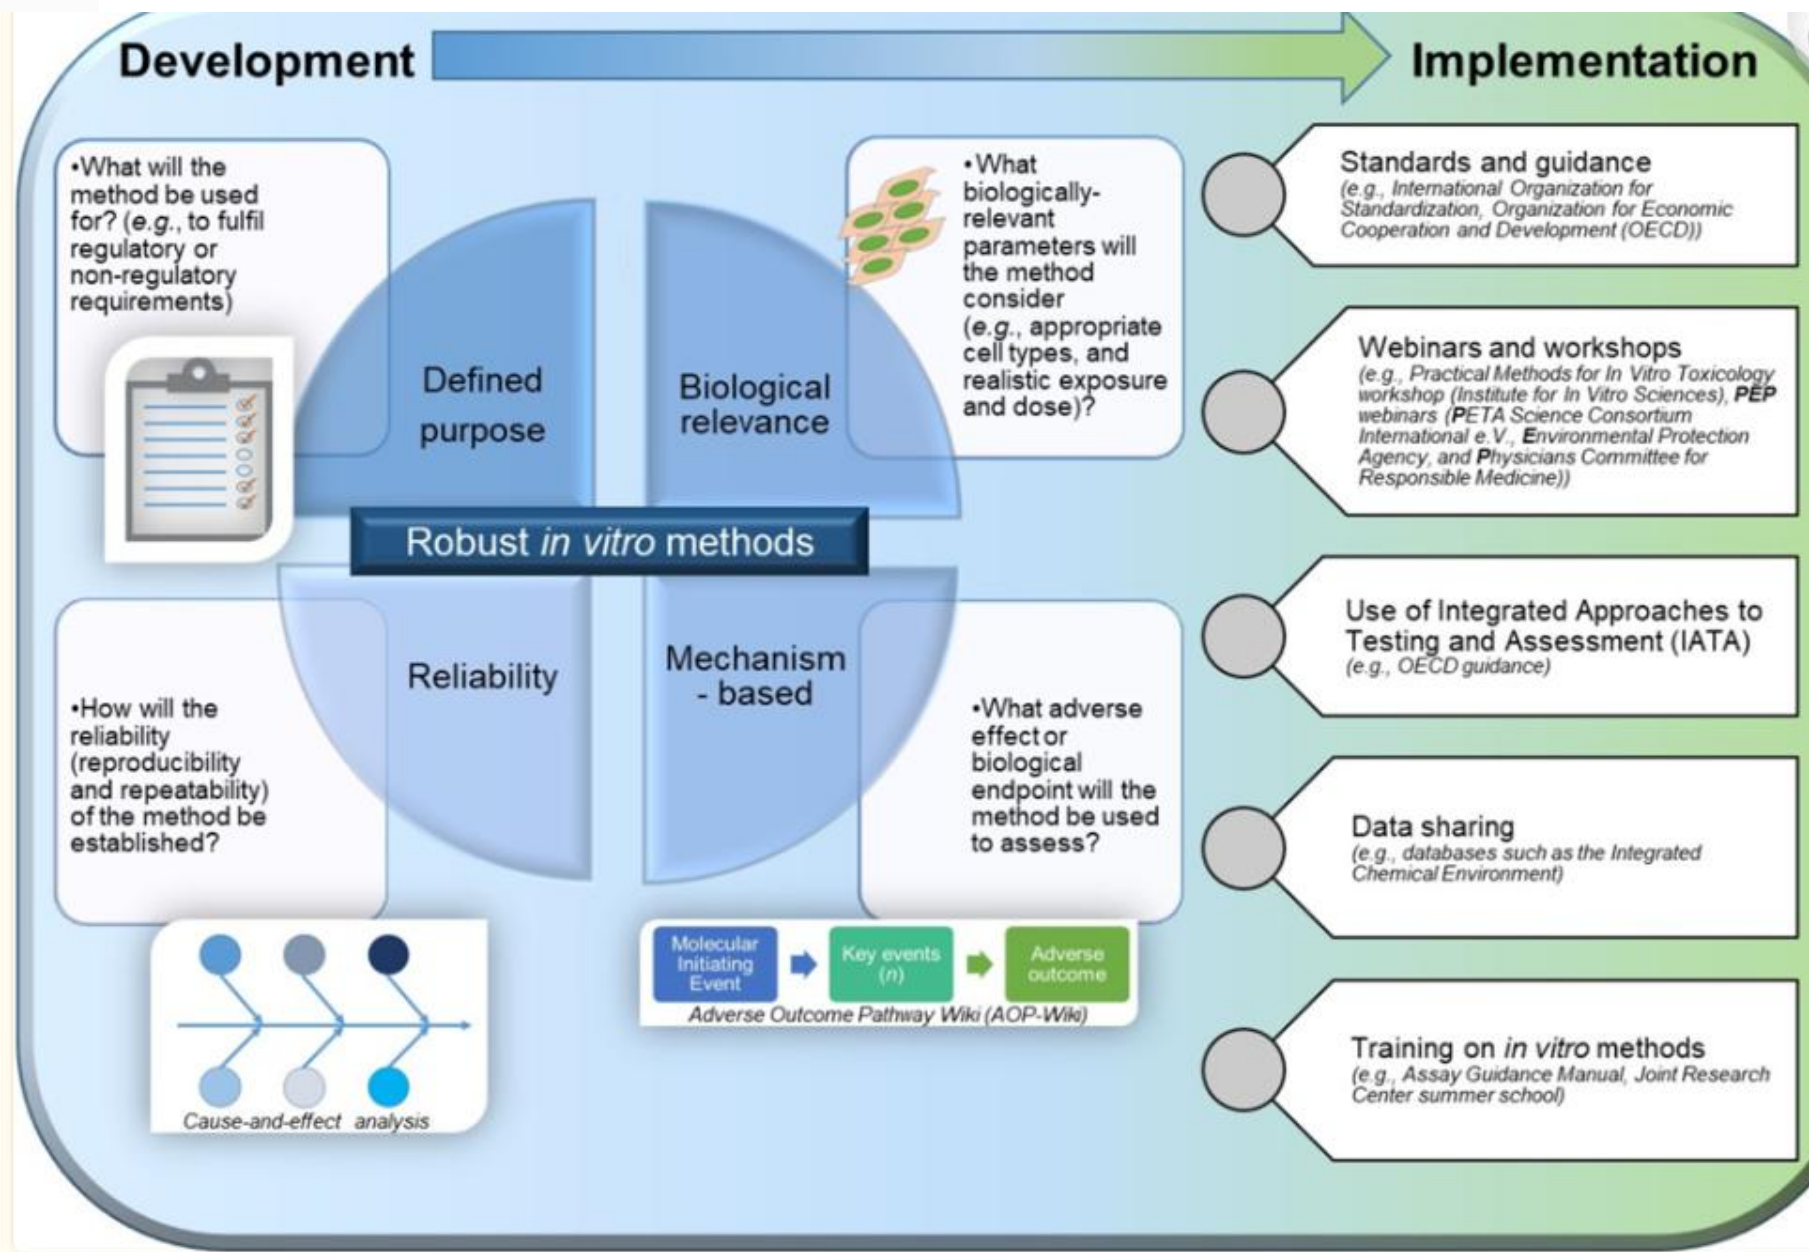 Development
Implementation
•What will the
method be used
for? (e.g., to fulfil
regulatory or
non-regulatory
requirements)
Defined
purpose
Biological
relevance
•What
biologically-
relevant
parameters will
the method
consider
(e.g., appropriate
cell types, and
realistic exposure
and dose)?
Robust in vitro methods
•How will the
reliability
(reproducibility
and repeatability)
of the method be
established?
Reliability
Mechanism
- based
•What adverse
effect or
biological
endpoint will the
method be used
to assess?
Cause-and-effect analysis
Molecular
Initiating
Event
Key events
(n)
Adverse
outcome
Adverse Outcome Pathway Wiki (AOP-Wiki)
Standards and guidance
(e.g., International Organization for
Standardization, Organization for Economic
Cooperation and Development (OECD))
Webinars and workshops
(e.g., Practical Methods for In Vitro Toxicology
workshop (Institute for In Vitro Sciences), PEP
webinars (PETA Science Consortium
International e.V., Environmental Protection
Agency, and Physicians Committee for
Responsible Medicine))
Use of Integrated Approaches to
Testing and Assessment (IATA)
(e.g., OECD guidance)
Data sharing
(e.g., databases such as the Integrated
Chemical Environment)
Training on in vitro methods
(e.g., Assay Guidance Manual, Joint Research
Center summer school)